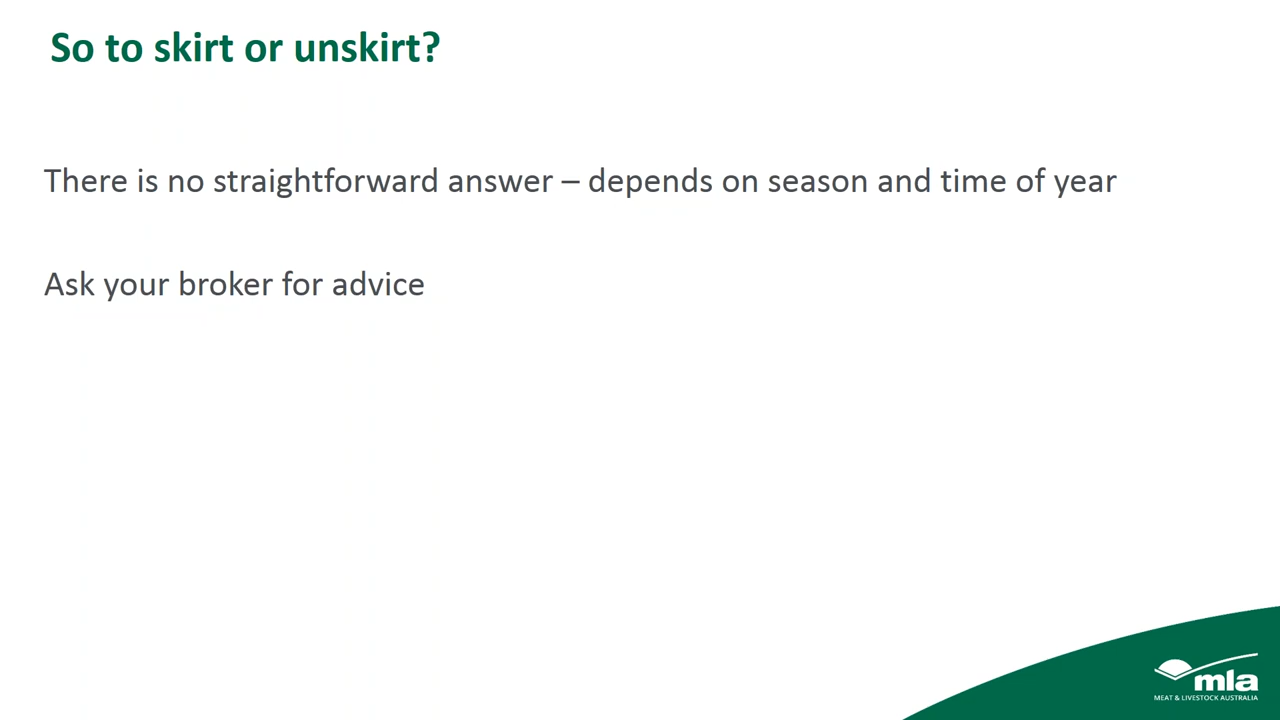 So to skirt or unskirt?
There is no straightforward answer – depends on season and time of year
Ask your broker for advice
mla
MEAT & LIVESTOCK AUSTRALIA